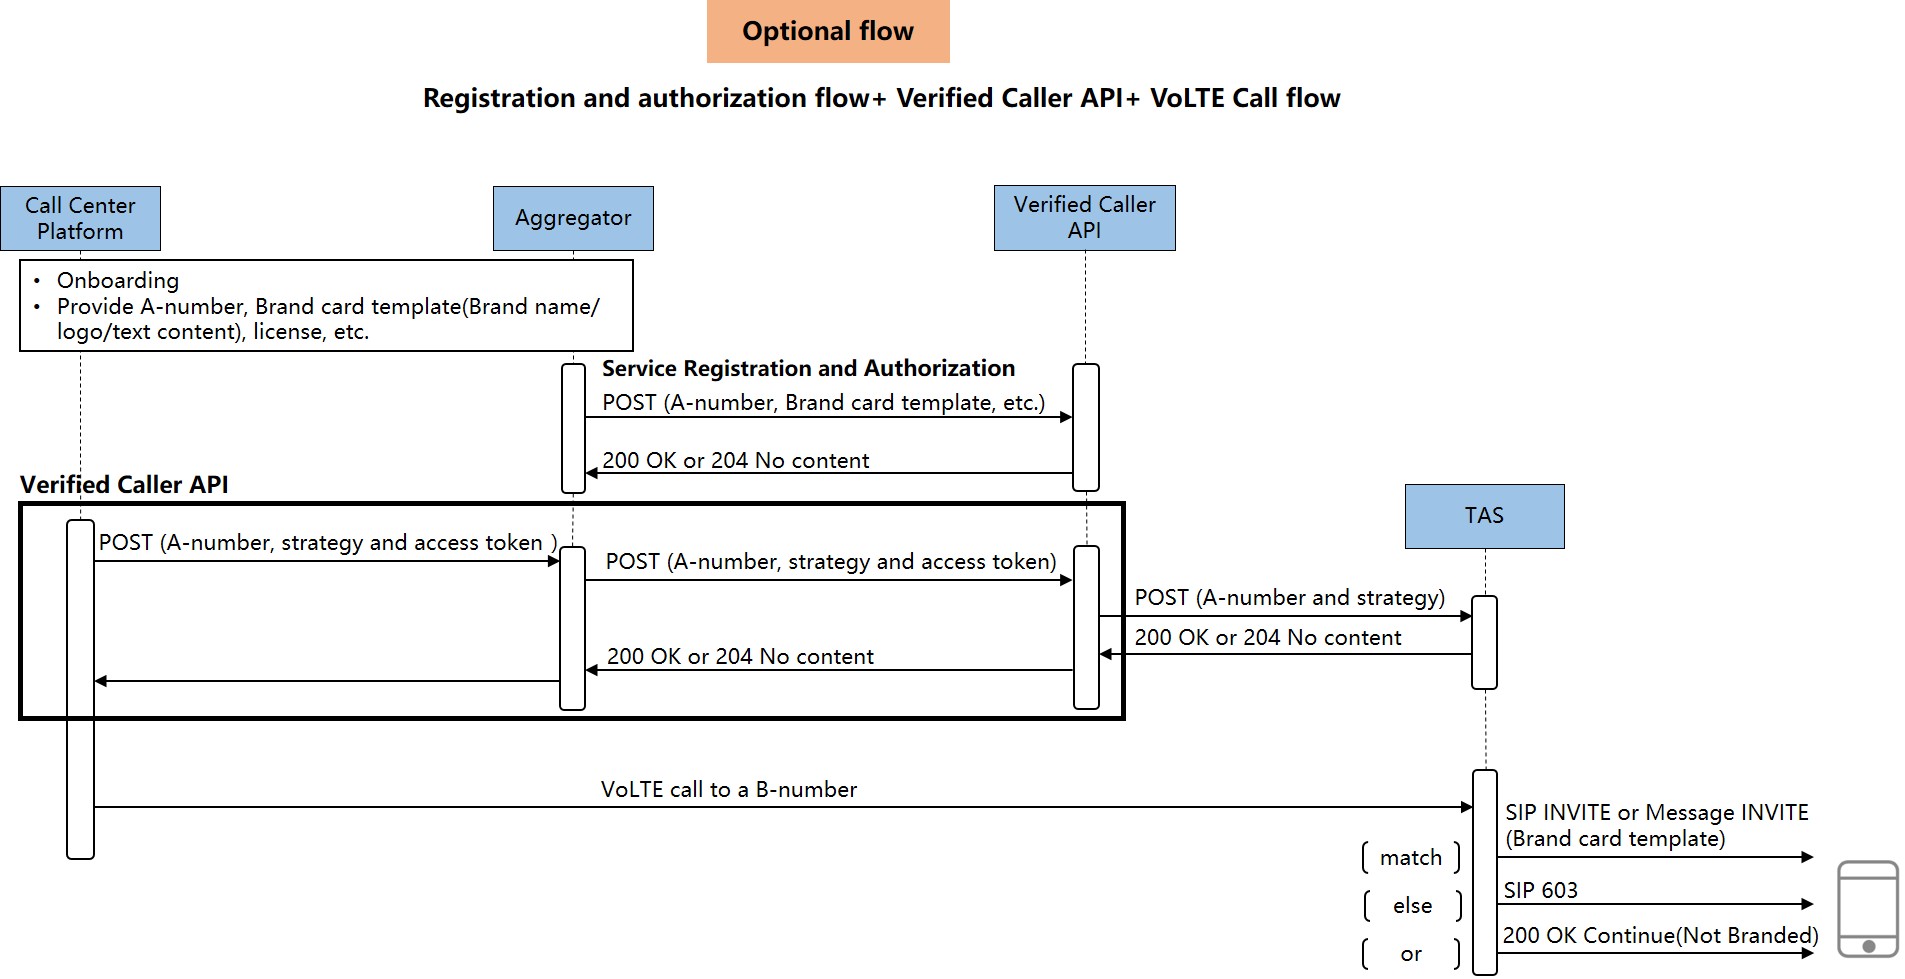 Optional flow
Registration and authorization flow+ Verified Caller API+ VoLTE Call flow
Call Center
Platform
Aggregator
Verified Caller
API
• Onboarding
• Provide A-number, Brand card template(Brand name/
logo/text content), license, etc.
Service Registration and Authorization
POST (A-number, Brand card template, etc.)
200 OK or 204 No content
Verified Caller API
TAS
POST (A-number, strategy and access token )
POST (A-number, strategy and access token)
POST (A-number and strategy)
200 OK or 204 No content
200 OK or 204 No content
VoLTE call to a B-number
SIP INVITE or Message INVITE
(Brand card template)
[ match ]
SIP 603
[ else ]
200 OK Continue(Not Branded)
[ or ]